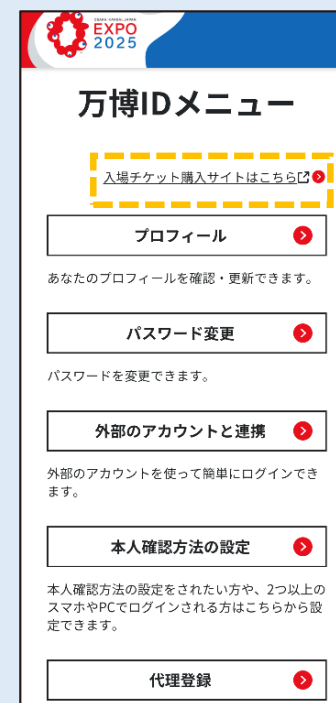 OSAKA, KANSAI, JAPAN
EXPO
2025
万博IDメニュー
入場チケット購入サイトはこちら
プロフィール
あなたのプロフィールを確認・更新できます。
パスワード変更
パスワードを変更できます。
外部のアカウントと連携
外部のアカウントを使って簡単にログインでき
ます。
本人確認方法の設定
本人確認方法の設定をされたい方や、2つ以上の
スマホやPCでログインされる方はこちらから設
定できます。
代理登録